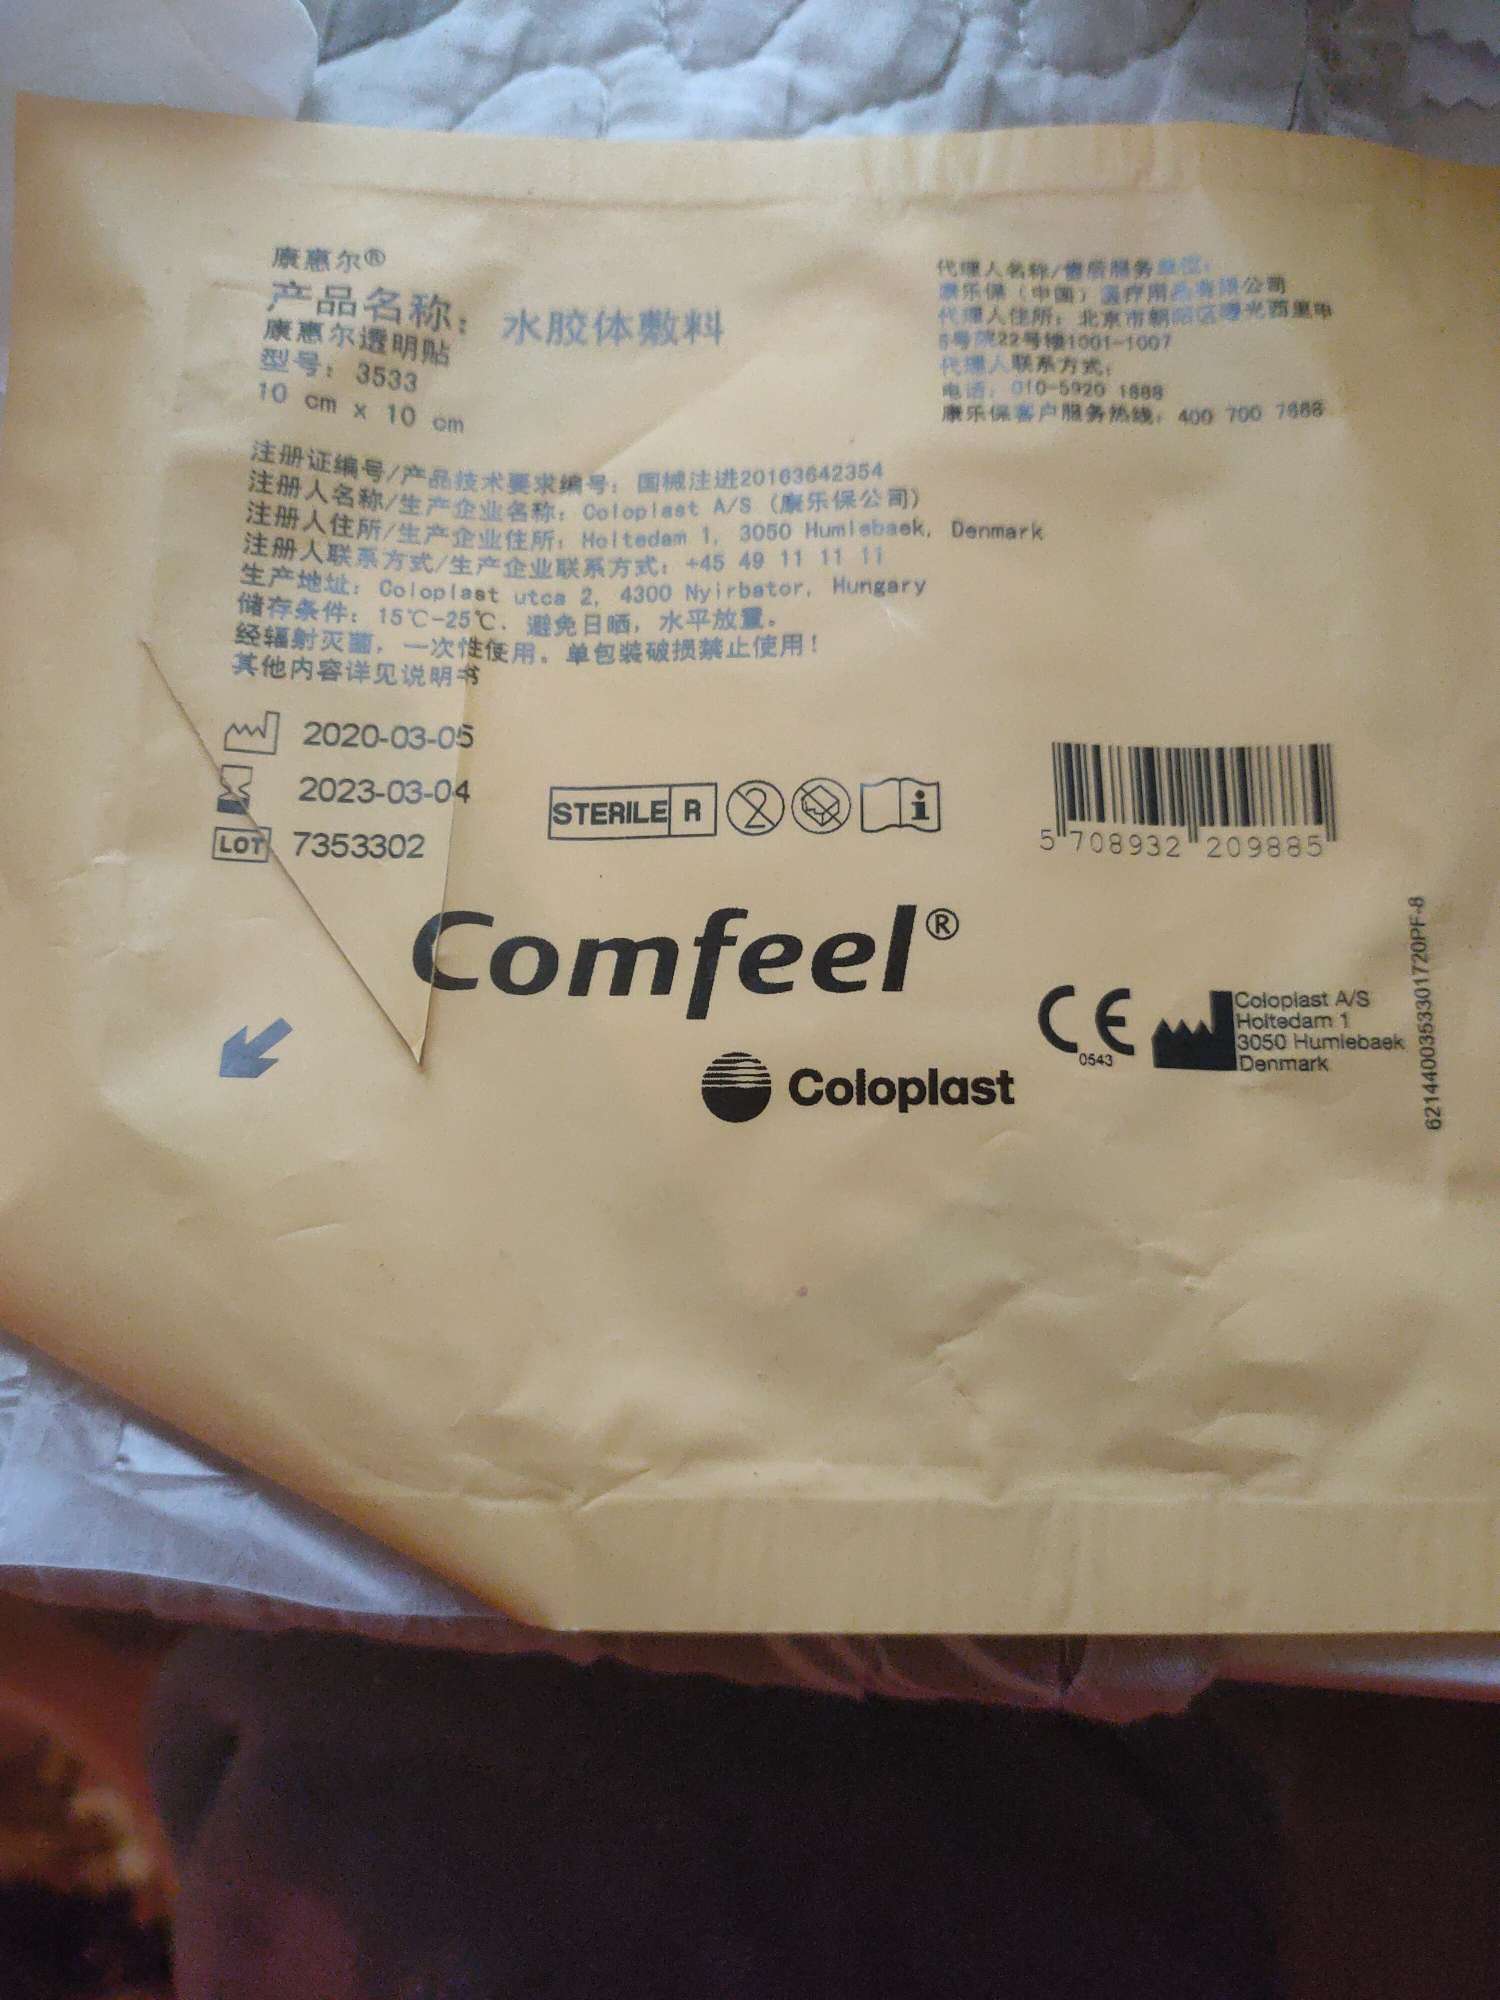 康惠尔®
产品名称：水胶体敷料
康惠尔透明贴
型号：3533
10 cm x 10 cm
代理人名称/售后服务单位：
康乐保（中国）医疗用品有限公司
代理人住所：北京市朝阳区曙光西里甲
5号院22号楼1001-1007
代理人联系方式：
电话：010-5920 1888
康乐保客户服务热线：400 700 7888
注册证编号/产品技术要求编号：国械注进20163642354
注册人名称/生产企业名称：Coloplast A/S（康乐保公司）
注册人住所/生产企业住所：Holtedam 1, 3050 Humlebaek, Denmark
注册人联系方式/生产企业联系方式：+45 49 11 11 11
生产地址：Coloplast utca 2, 4300 Nyirbator, Hungary
储存条件：15℃-25℃．避免日晒，水平放置。
经辐射灭菌，一次性使用。单包装破损禁止使用！
其他内容详见说明书
2020-03-05
2023-03-04
LOT 7353302
STERILE R
2
i
5 708932 209885
Comfeel®
Coloplast
CE
0543
Coloplast A/S
Holtedam 1
3050 Humlebaek
Denmark
6214400353301720PF-8